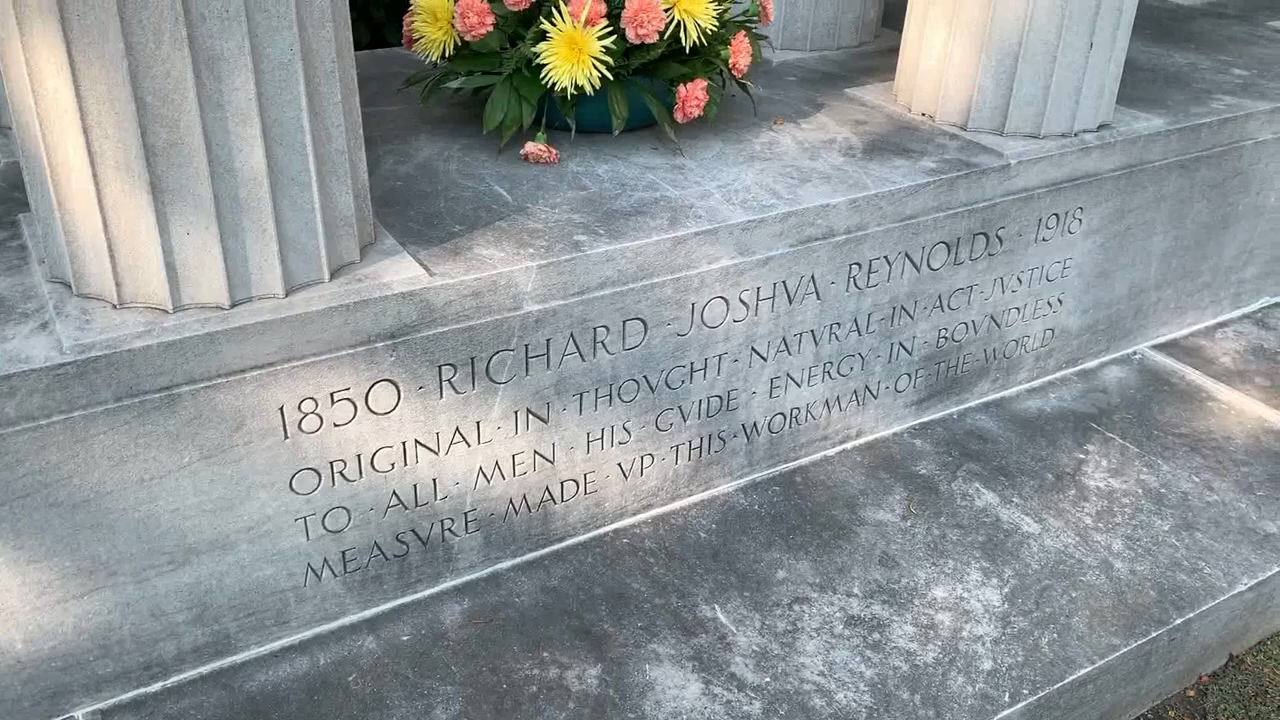 1850 · RICHARD · JOSHVA · REYNOLDS · 1918
ORIGINAL · IN · THOVGHT · NATVRAL · IN · ACT · JVSTICE
TO · ALL · MEN · HIS · GVIDE · ENERGY · IN · BOVNDLESS
MEASVRE · MADE · VP · THIS · WORKMAN · OF · THE · WORLD